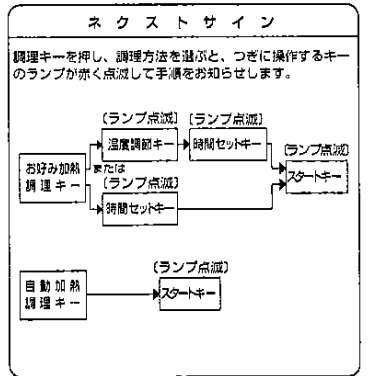 ネクストサイン
調理キーを押し、調理方法を選ぶと、つぎに操作するキー
のランプが赤く点滅して手順をお知らせします。
(ランプ点滅) (ランプ点滅)
温度調節キー 時間セットキー
(ランプ点滅)
お好み加熱
調理キー
または
スタートキー
(ランプ点滅)
時間セットキー
(ランプ点滅)
自動加熱
調理キー
スタートキー